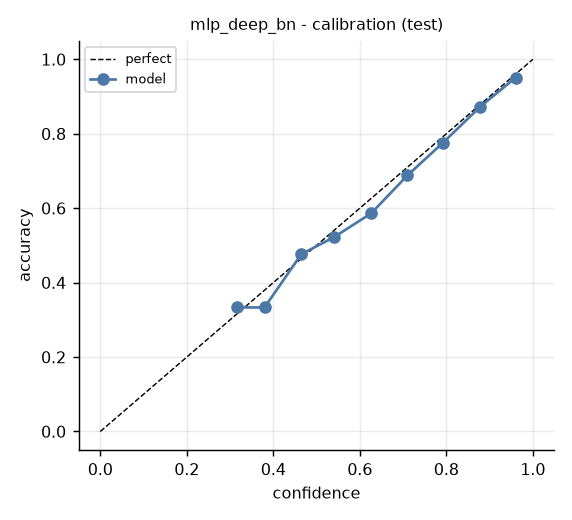 mlp_deep_bn - calibration (test)
perfect
model
accuracy
1.0
0.8
0.6
0.4
0.2
0.0
0.0 0.2 0.4 0.6 0.8 1.0
confidence